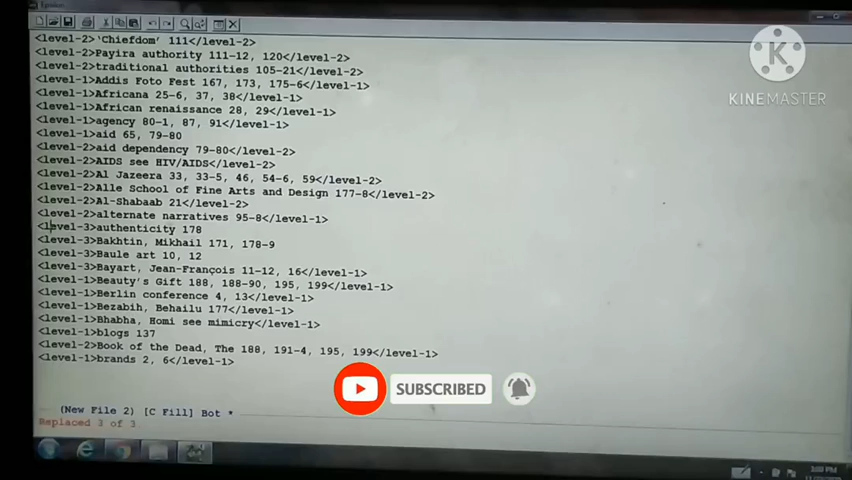 <level-2>'Chiefdom' 111</level-2>
<level-2>Payira authority 111-12, 120</level-2>
<level-2>traditional authorities 105-21</level-2>
<level-1>Addis Foto Fest 167, 173, 175-6</level-1>
<level-1>Africana 25-6, 37, 38</level-1>
<level-1>African renaissance 28, 29</level-1>
<level-1>agency 80-1, 87, 91</level-1>
<level-1>aid 65, 79-80
<level-2>aid dependency 79-80</level-2>
<level-2>AIDS see HIV/AIDS</level-2>
<level-2>Al Jazeera 33, 33-5, 46, 54-6, 59</level-2>
<level-2>Alle School of Fine Arts and Design 177-8</level-2>
<level-2>Al-Shabaab 21</level-2>
<level-2>alternate narratives 95-8</level-1>
<level-3>authenticity 178
<level-3>Bakhtin, Mikhail 171, 178-9
<level-3>Baule art 10, 12
<level-3>Bayart, Jean-François 11-12, 16</level-1>
<level-1>Beauty's Gift 188, 188-90, 195, 199</level-1>
<level-1>Berlin conference 4, 13</level-1>
<level-1>Bezabih, Behailu 177</level-1>
<level-1>Bhabha, Homi see mimicry</level-1>
<level-1>blogs 137
<level-2>Book of the Dead, The 188, 191-4, 195, 199</level-1>
<level-1>brands 2, 6</level-1>
(New File 2) [C Fill] Bot *
Replaced 3 of 3
K
KINEMASTER
SUBSCRIBED
3:00 PM